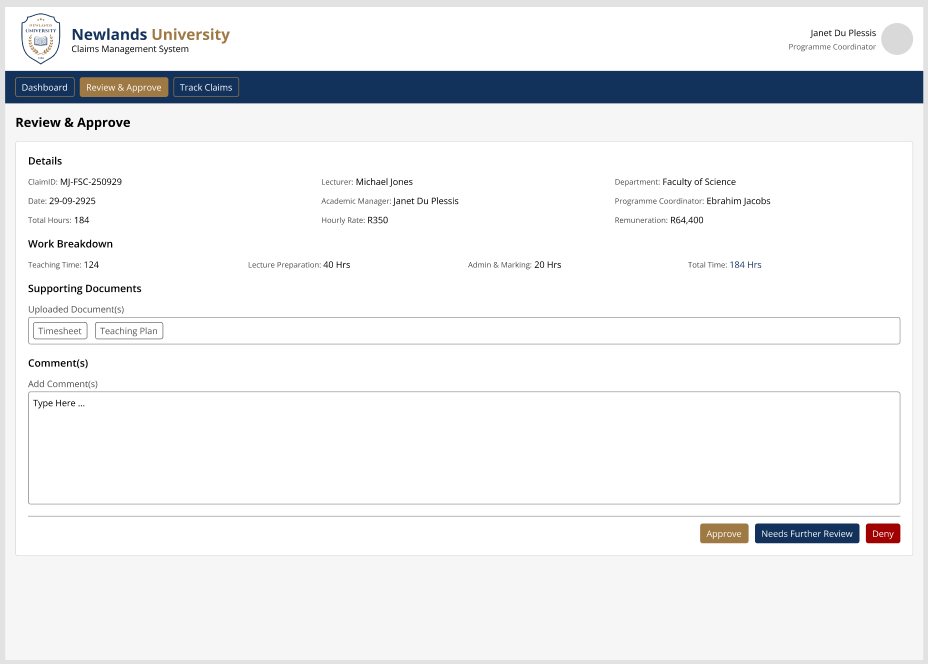 NEWLANDS
UNIVERSITY
Newlands University
Claims Management System
Janet Du Plessis
Programme Coordinator
Dashboard
Review & Approve
Track Claims
Review & Approve
Details
ClaimID: MJ-FSC-250929
Lecturer: Michael Jones
Department: Faculty of Science
Date: 29-09-2925
Academic Manager: Janet Du Plessis
Programme Coordinator: Ebrahim Jacobs
Total Hours: 184
Hourly Rate: R350
Remuneration: R64,400
Work Breakdown
Teaching Time: 124
Lecture Preparation: 40 Hrs
Admin & Marking: 20 Hrs
Total Time: 184 Hrs
Supporting Documents
Uploaded Document(s)
Timesheet
Teaching Plan
Comment(s)
Add Comment(s)
Type Here ...
Approve
Needs Further Review
Deny